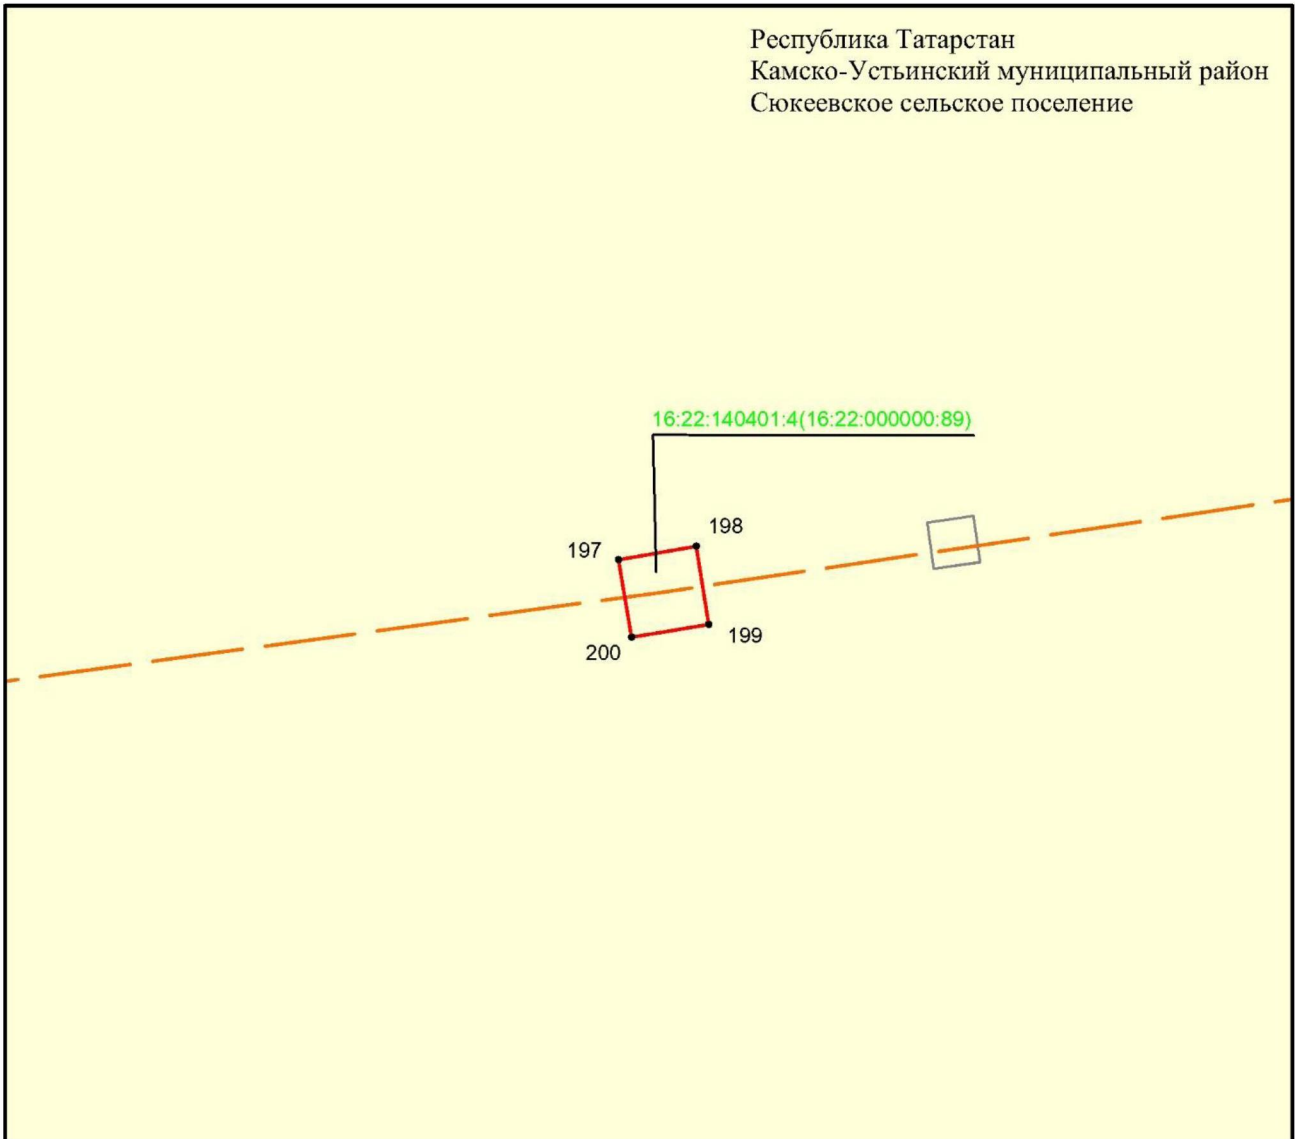 Республика Татарстан
Камско-Устьинский муниципальный район
Сюкеевское сельское поселение
16:22:140401:4(16:22:000000:89)
198
197
199
200